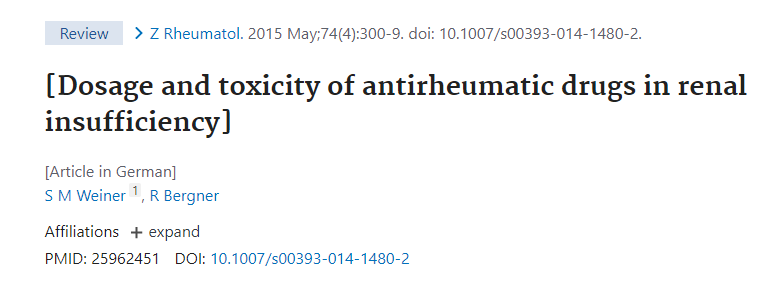 Review > Z Rheumatol. 2015 May;74(4):300-9. doi: 10.1007/s00393-014-1480-2.
[Dosage and toxicity of antirheumatic drugs in renal
insufficiency]
[Article in German]
S M Weiner 1, R Bergner
Affiliations + expand
PMID: 25962451 DOI: 10.1007/s00393-014-1480-2